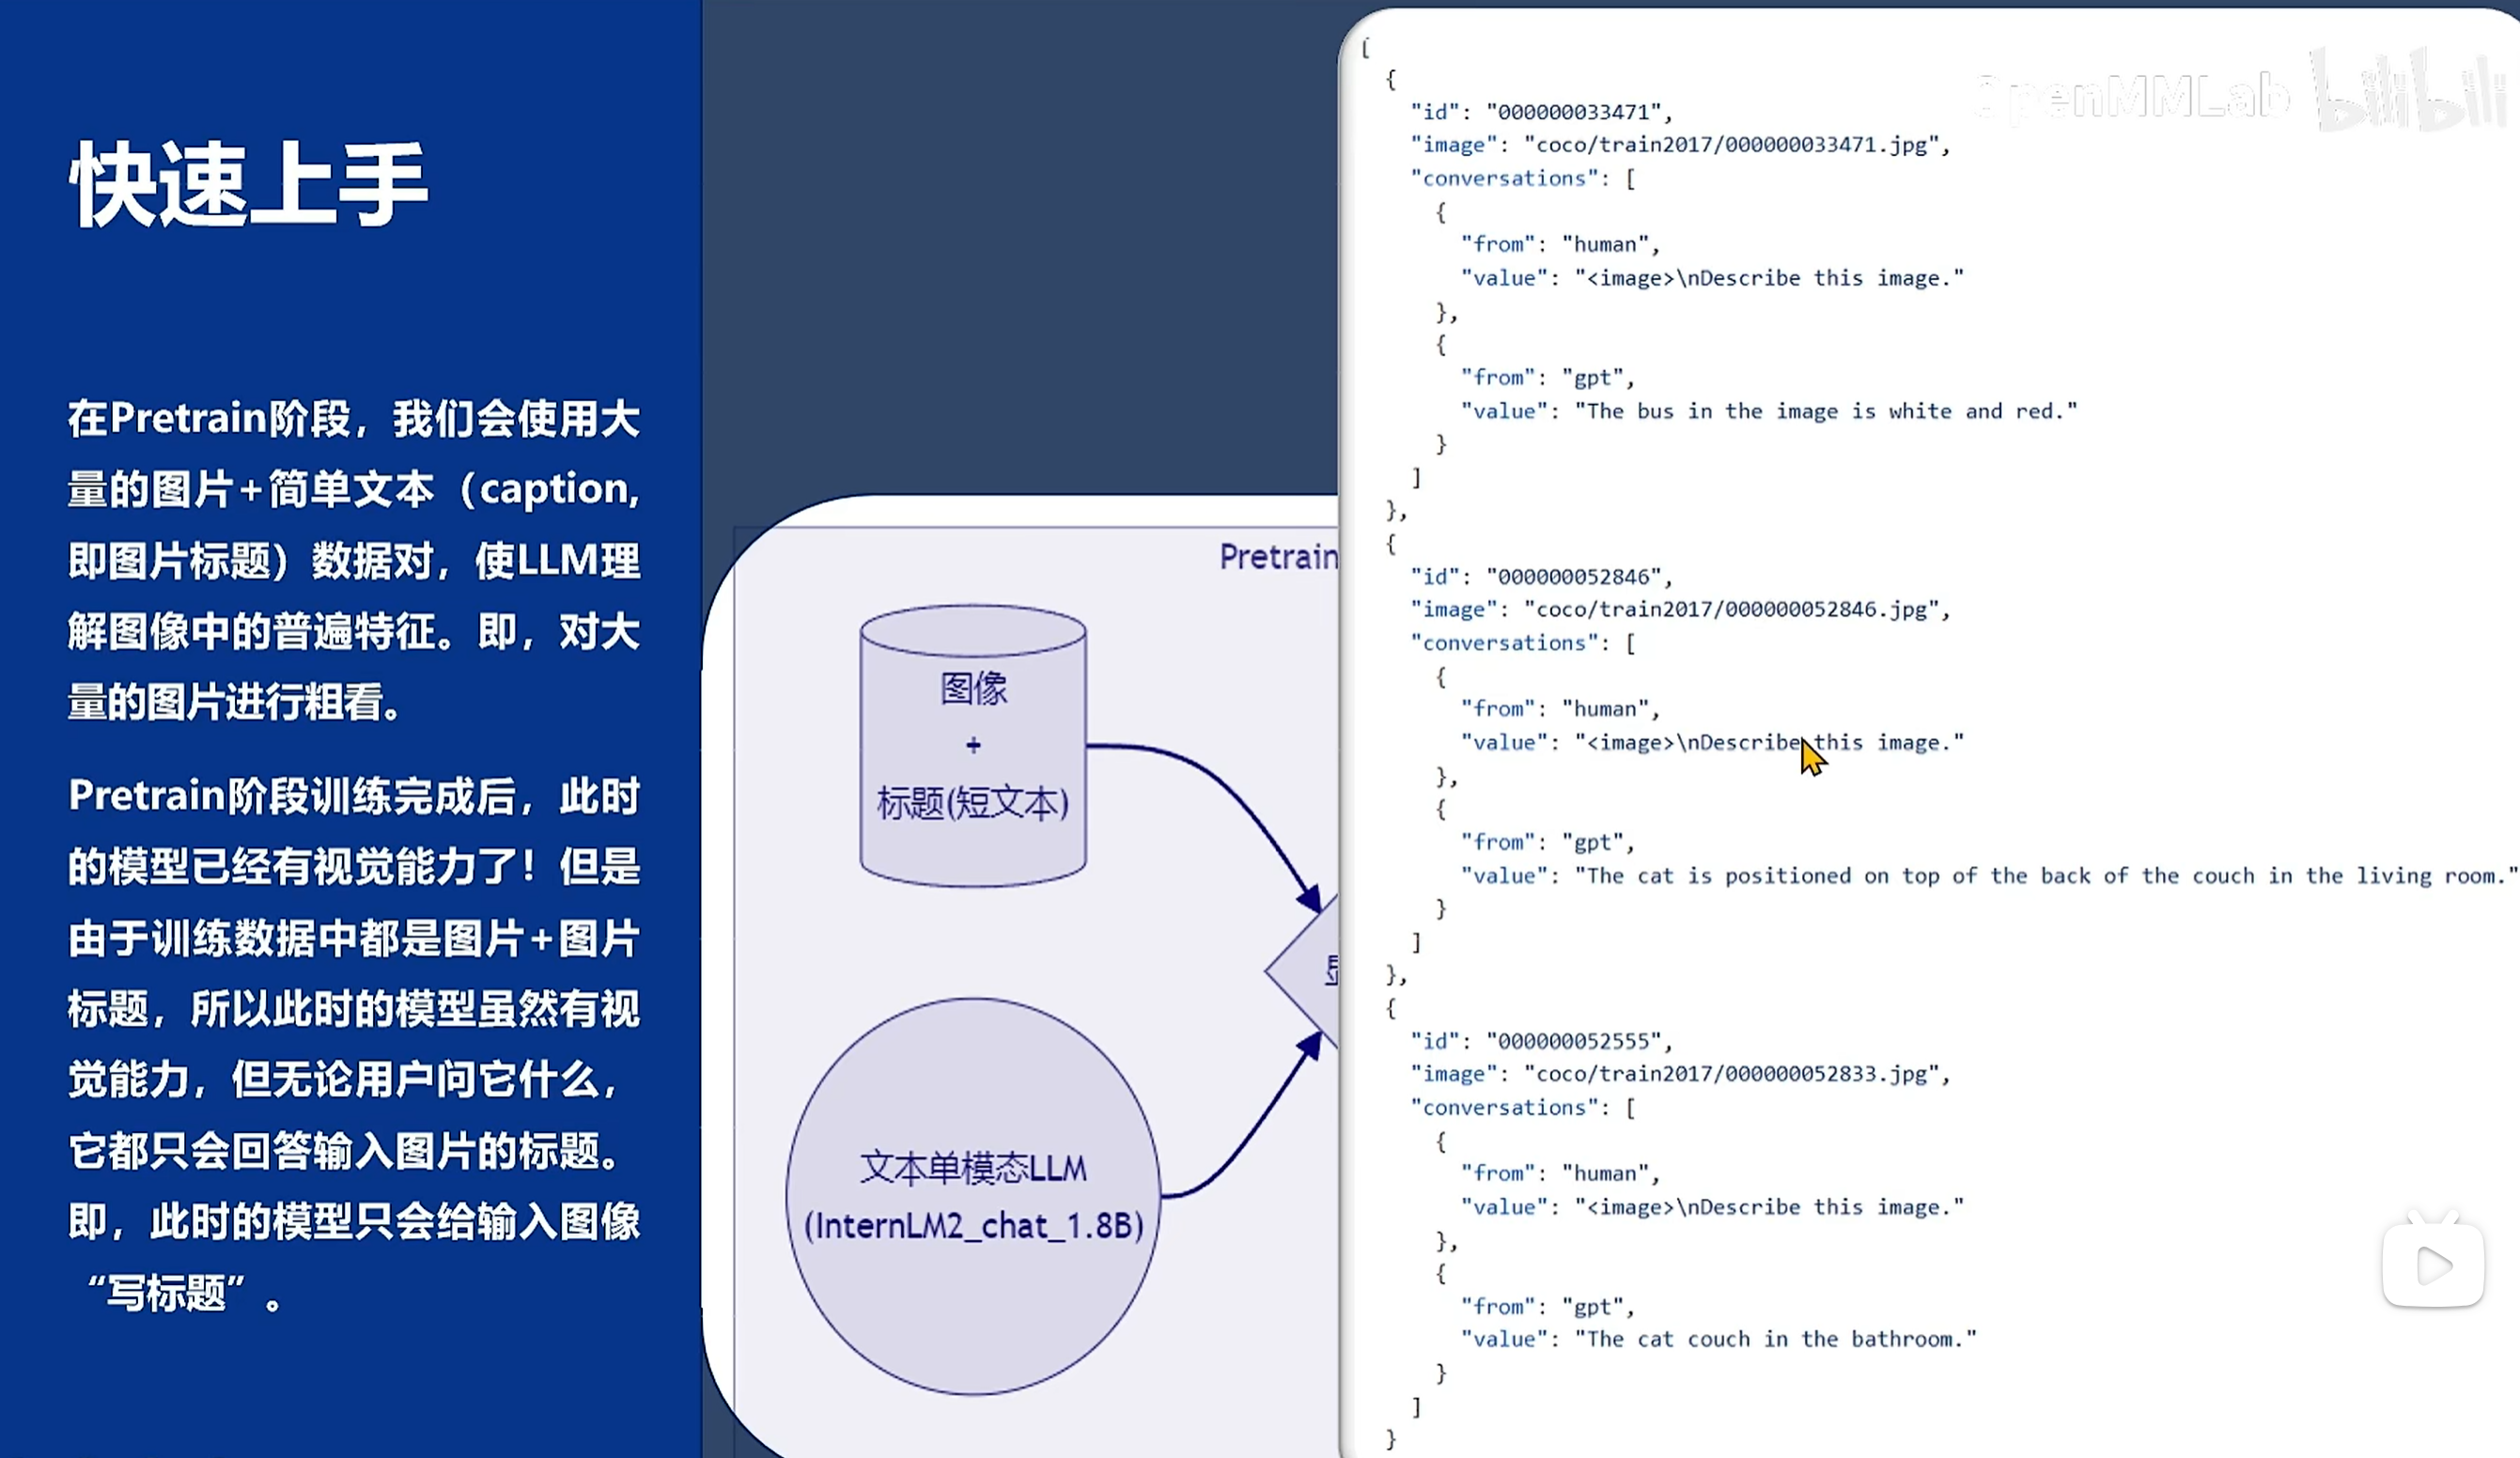 快速上手
在Pretrain阶段，我们会使用大
量的图片+简单文本（caption,
即图片标题）数据对，使LLM理
解图像中的普遍特征。即，对大
量的图片进行粗看。
Pretrain阶段训练完成后，此时
的模型已经有视觉能力了！但是
由于训练数据中都是图片+图片
标题，所以此时的模型虽然有视
觉能力，但无论用户问它什么，
它都只会回答输入图片的标题。
即，此时的模型只会给输入图像
“写标题”。
Pretrain
图像
+
标题(短文本)
文本单模态LLM
(InternLM2_chat_1.8B)
[
{
"id": "000000033471",
"image": "coco/train2017/000000033471.jpg",
"conversations": [
{
"from": "human",
"value": "<image>\nDescribe this image."
},
{
"from": "gpt",
"value": "The bus in the image is white and red."
}
]
},
{
"id": "000000052846",
"image": "coco/train2017/000000052846.jpg",
"conversations": [
{
"from": "human",
"value": "<image>\nDescribe this image."
},
{
"from": "gpt",
"value": "The cat is positioned on top of the back of the couch in the living room."
}
]
},
{
"id": "000000052555",
"image": "coco/train2017/000000052833.jpg",
"conversations": [
{
"from": "human",
"value": "<image>\nDescribe this image."
},
{
"from": "gpt",
"value": "The cat couch in the bathroom."
}
]
}
OpenMMLab bilibili